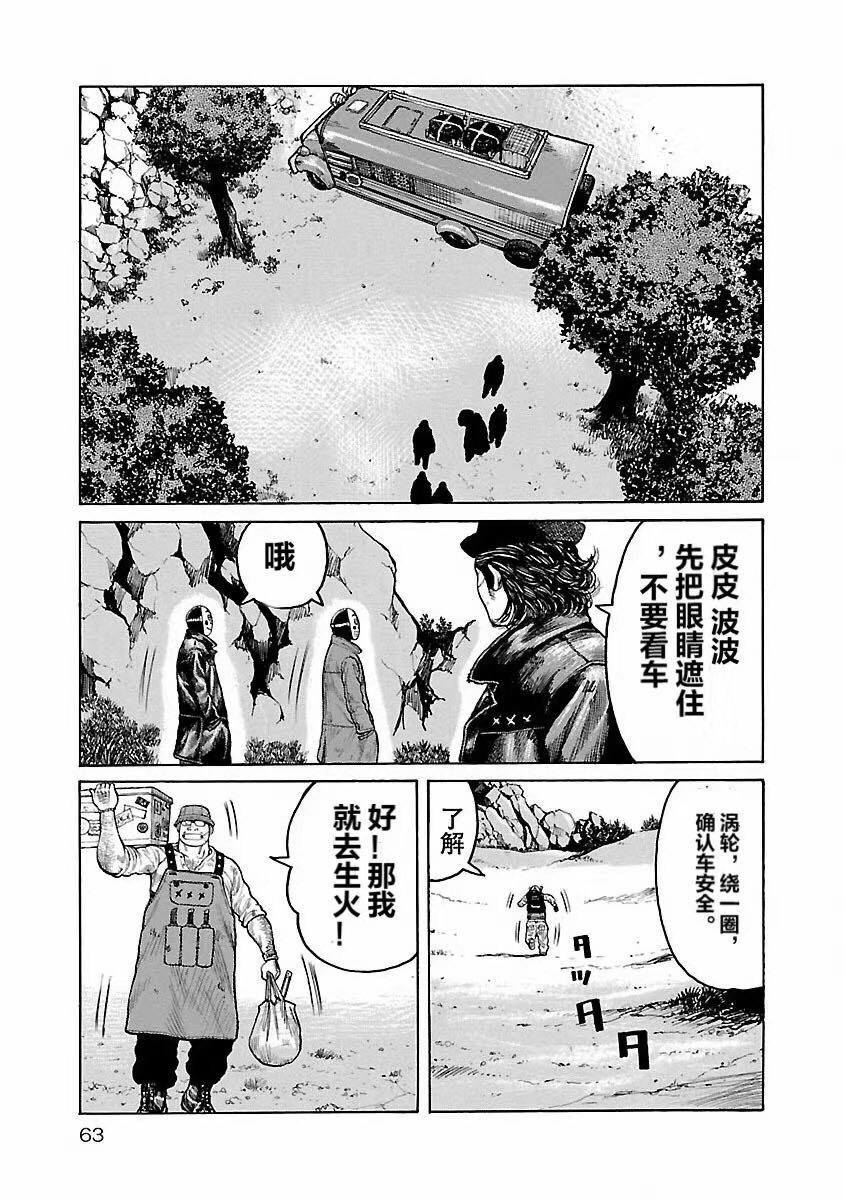 皮皮 波波
先把眼睛遮住
，不要看车
哦
涡轮，绕一圈，
确认车安全。
了解
タッタッタ
好！那我
就去生火！
63